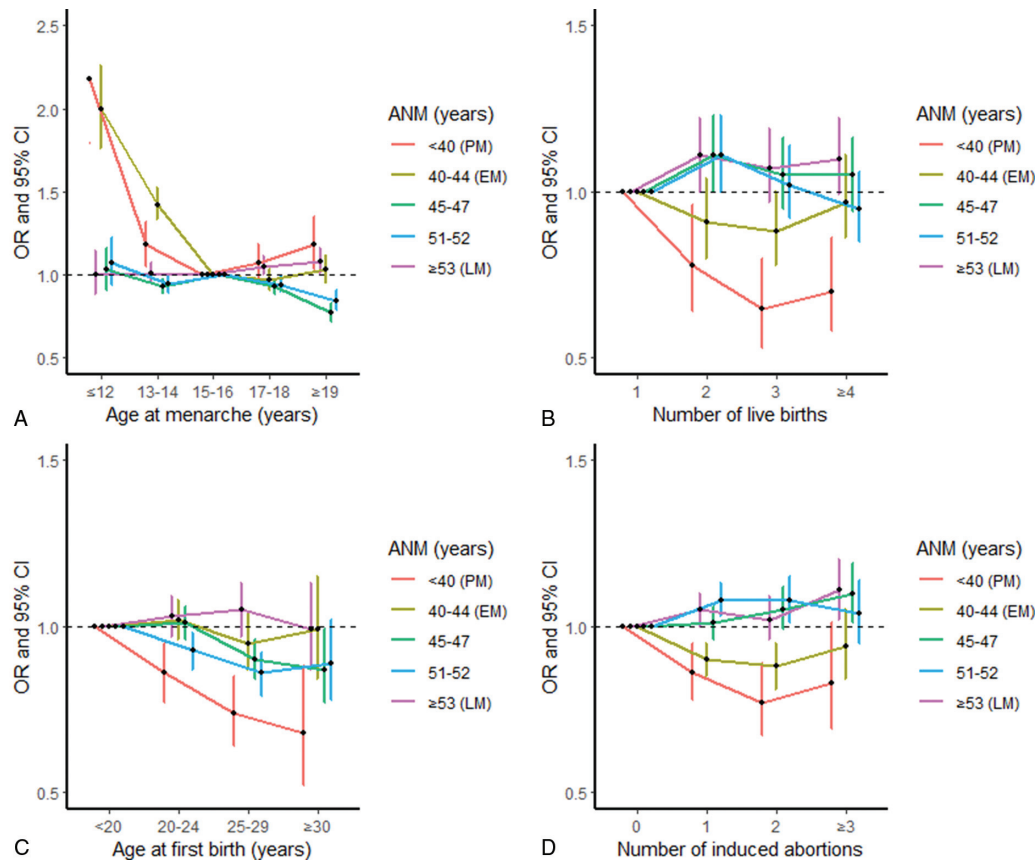 2.5
2.0
1.5
1.0
0.5
OR and 95% CI
≤12 13-14 15-16 17-18 ≥19
Age at menarche (years)
A
ANM (years)
<40 (PM)
40-44 (EM)
45-47
51-52
≥53 (LM)
1.5
1.0
0.5
OR and 95% CI
1 2 3 ≥4
Number of live births
B
ANM (years)
<40 (PM)
40-44 (EM)
45-47
51-52
≥53 (LM)
1.5
1.0
0.5
OR and 95% CI
<20 20-24 25-29 ≥30
Age at first birth (years)
C
ANM (years)
<40 (PM)
40-44 (EM)
45-47
51-52
≥53 (LM)
1.5
1.0
0.5
OR and 95% CI
0 1 2 ≥3
Number of induced abortions
D
ANM (years)
<40 (PM)
40-44 (EM)
45-47
51-52
≥53 (LM)